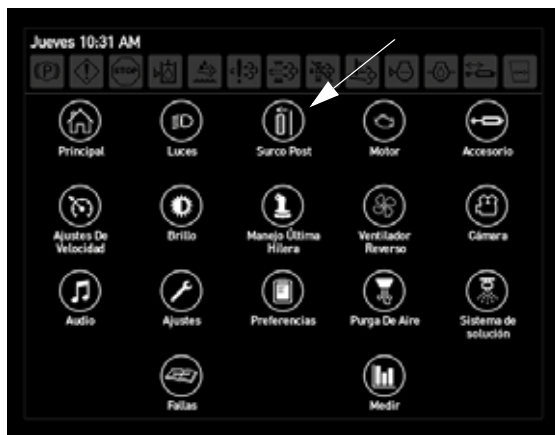 Jueves 10:31 AM
(P) STOP
Principal Luces Surco Post Motor Accesorio
Ajustes De Velocidad Brillo Manejo Última Hilera Ventilador Reverso Cámara
Audio Ajustes Preferencias Purga De Aire Sistema de solución
Fallas Medir